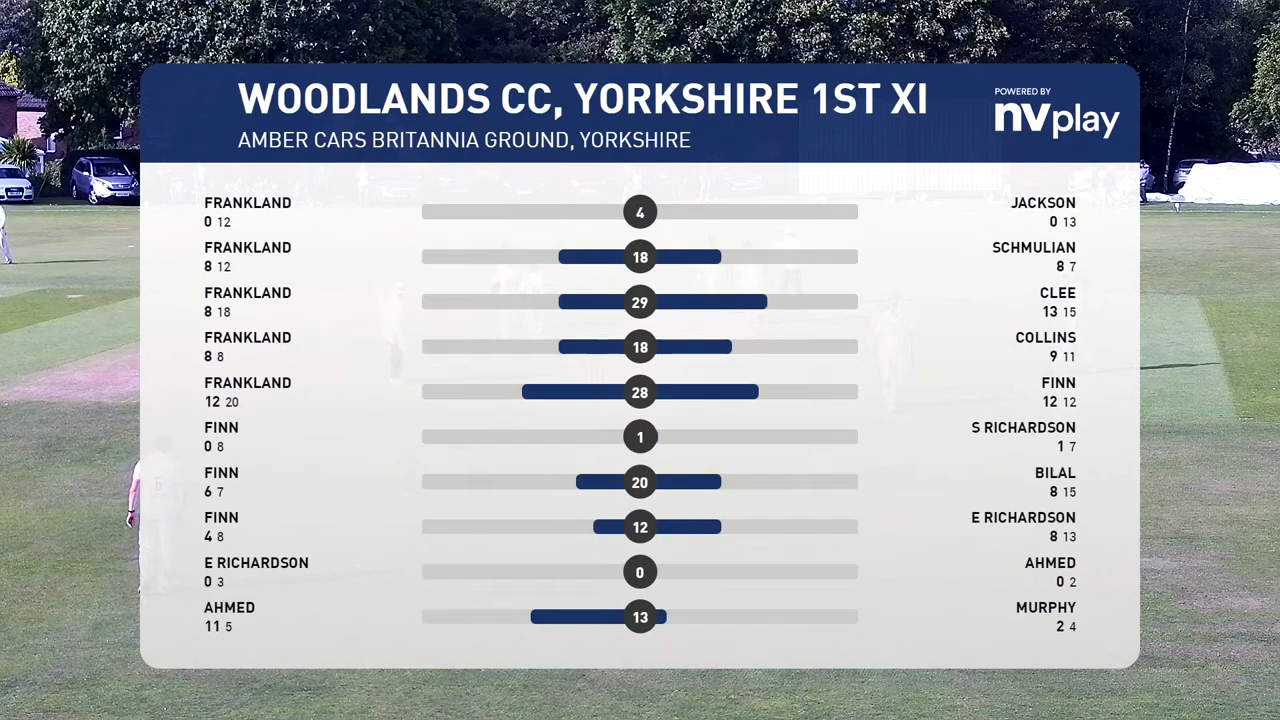 WOODLANDS CC, YORKSHIRE 1ST XI
AMBER CARS BRITANNIA GROUND, YORKSHIRE
POWERED BY
nvplay
FRANKLAND 4 JACKSON
0 12 0 13
FRANKLAND 18 SCHMULIAN
8 12 8 7
FRANKLAND 29 CLEE
8 18 13 15
FRANKLAND 18 COLLINS
8 8 9 11
FRANKLAND 28 FINN
12 20 12 12
FINN 1 S RICHARDSON
0 8 1 7
FINN 20 BILAL
6 7 8 15
FINN 12 E RICHARDSON
4 8 8 13
E RICHARDSON 0 AHMED
0 3 0 2
AHMED 13 MURPHY
11 5 2 4